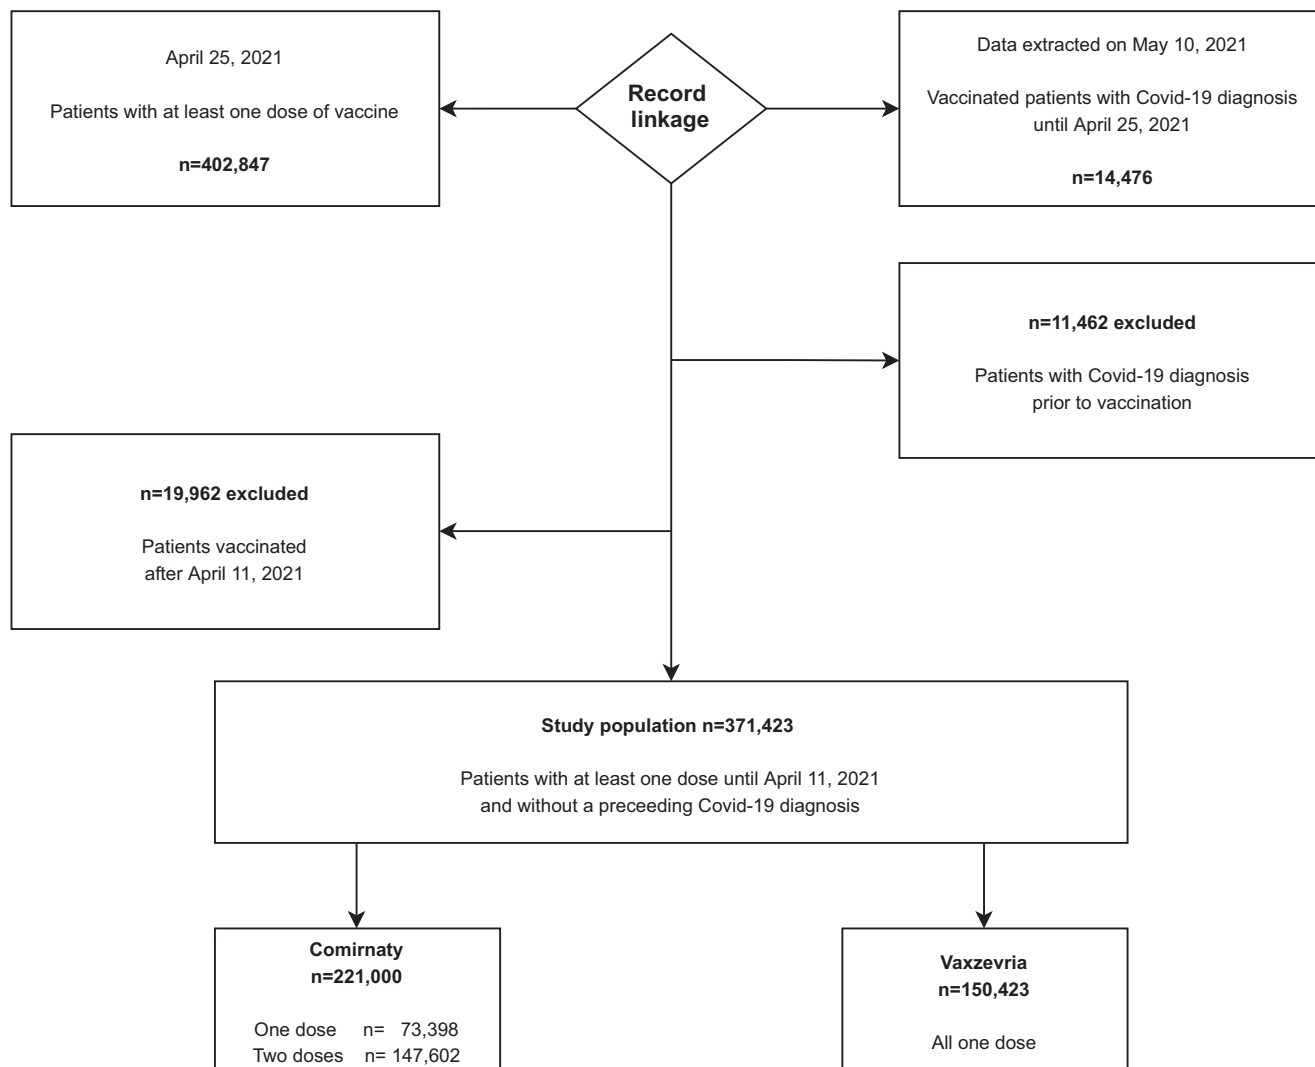 April 25, 2021
Patients with at least one dose of vaccine
n=402,847
Record
linkage
Data extracted on May 10, 2021
Vaccinated patients with Covid-19 diagnosis
until April 25, 2021
n=14,476
n=11,462 excluded
Patients with Covid-19 diagnosis
prior to vaccination
n=19,962 excluded
Patients vaccinated
after April 11, 2021
Study population n=371,423
Patients with at least one dose until April 11, 2021
and without a preceeding Covid-19 diagnosis
Comirnaty
n=221,000
One dose n= 73,398
Two doses n= 147,602
Vaxzevria
n=150,423
All one dose